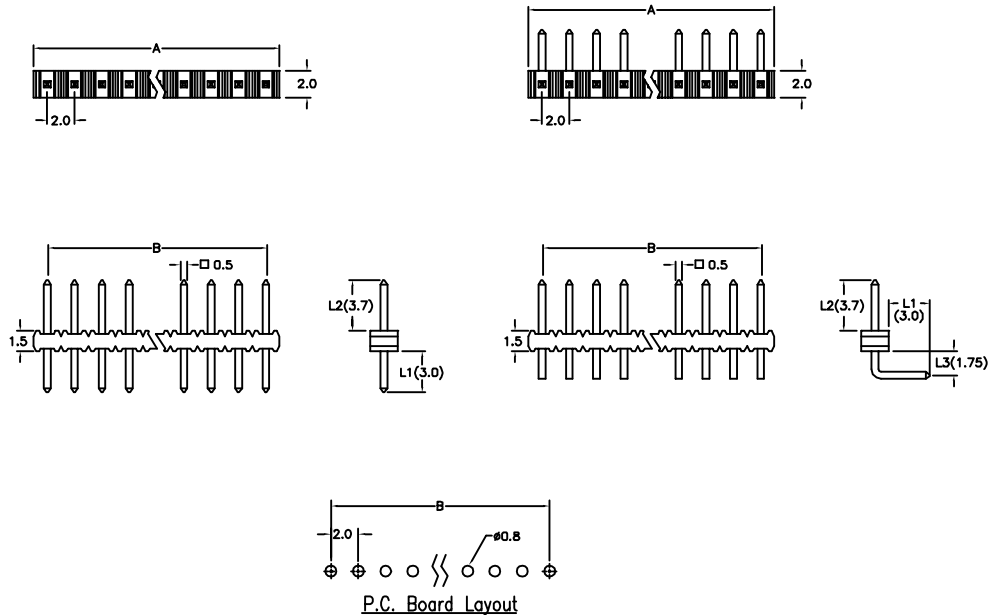 A
2.0
2.0
A
2.0
2.0
B
□ 0.5
1.5
L2(3.7)
L1(3.0)
B
□ 0.5
1.5
L2(3.7)
L1
(3.0)
L3(1.75)
B
2.0
ø0.8
P.C. Board Layout